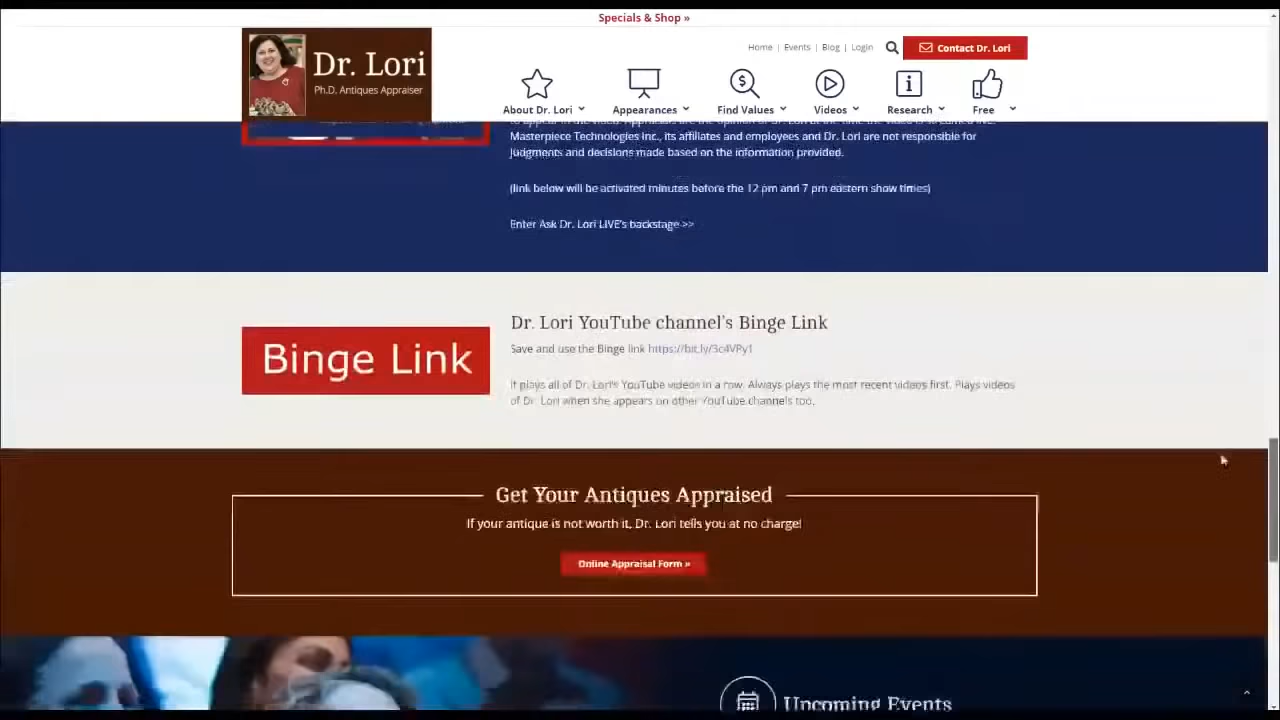 Specials & Shop »
Dr. Lori
Ph.D. Antiques Appraiser
Home | Events | Blog | Login
Contact Dr. Lori
About Dr. Lori
Appearances
Find Values
Videos
Research
Free
Masterpiece Technologies Inc., its affiliates and employees and Dr. Lori are not responsible for
judgments and decisions made based on the information provided.
(link below will be activated minutes before the 12 pm and 7 pm eastern show times)
Enter Ask Dr. Lori LIVE's backstage >>
Binge Link
Dr. Lori YouTube channel's Binge Link
Save and use the Binge link https://bit.ly/3c4VPy1
It plays all of Dr. Lori's YouTube videos in a row. Always plays the most recent videos first. Plays videos
of Dr. Lori when she appears on other YouTube channels too.
Get Your Antiques Appraised
If your antique is not worth it, Dr. Lori tells you at no charge!
Online Appraisal Form »
Upcoming Events